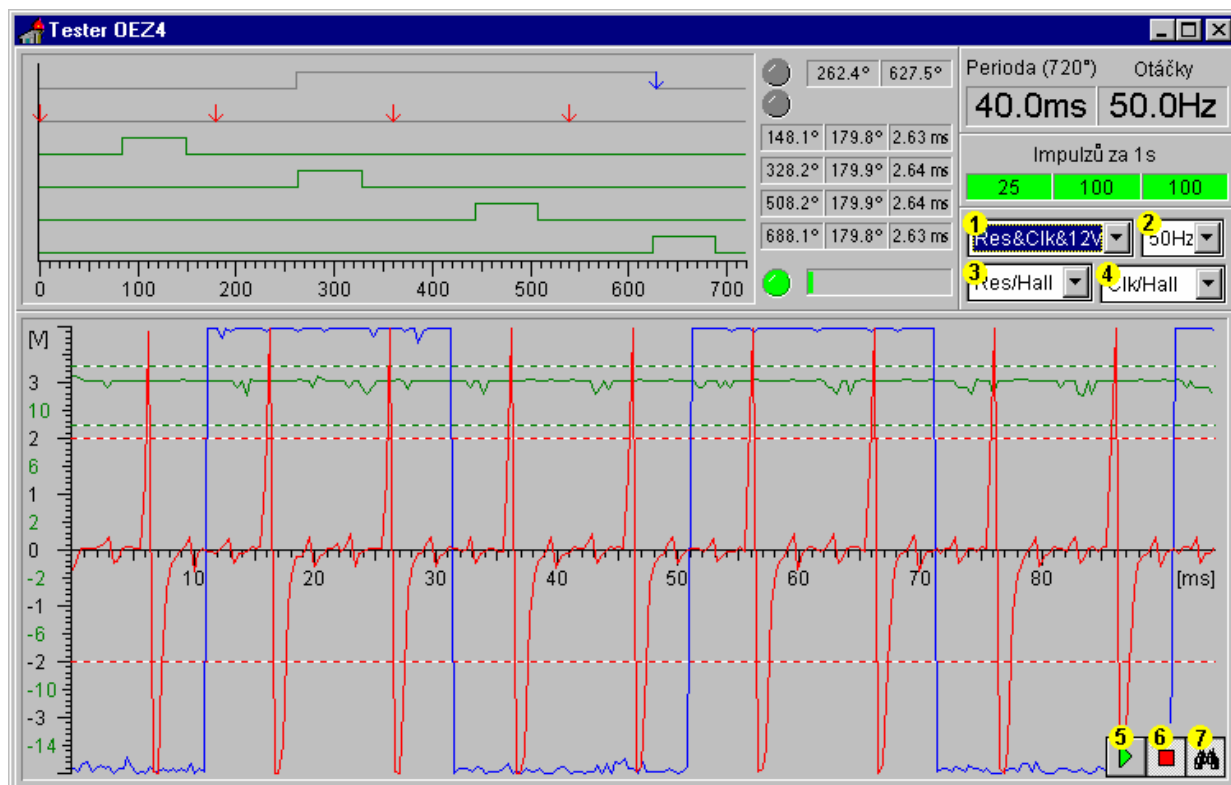 Tester OEZ4
262.4° 627.5°
148.1° 179.8° 2.63 ms
328.2° 179.9° 2.64 ms
508.2° 179.9° 2.64 ms
688.1° 179.8° 2.63 ms
0 100 200 300 400 500 600 700
Perioda (720°) Otáčky
40.0ms 50.0Hz
Impulzů za 1s
25 100 100
1 2
Res&Clk&12V 50Hz
3 4
Res/Hall Clk/Hall
[V]
3
10
2
6
1
2
0
-2
-1
-6
-2
-10
-3
-14
10 20 30 40 50 60 70 80 [ms]
5 6 7